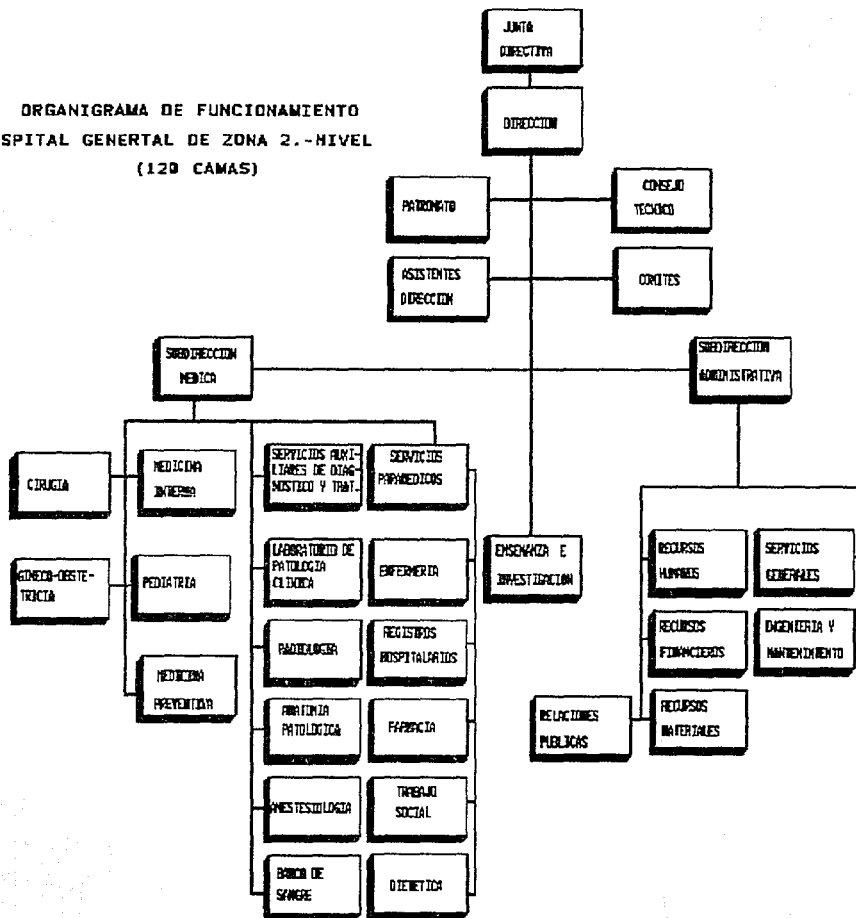 JUNTA
DIRECTIVA
ORGANIGRAMA DE FUNCIONAMIENTO
SPITAL GENERTAL DE ZONA 2.-NIVEL
(120 CAMAS)
DIRECCION
PATRONATO
CONSEJO
TECNICO
ASISTENTES
DIRECCION
COMITES
SUBDIRECCION
MEDICA
SUBDIRECCION
ADMINISTRATIVA
CIRUGIA
MEDICINA
INTERNA
SERVICIOS AUXI-
LIARES DE DIAG-
NOSTICO Y TRAT.
SERVICIOS
PARAMEDICOS
GINECO-OBSTE-
TRICIA
PEDIATRIA
LABORATORIO DE
PATOLOGIA
CLINICA
ENFERMERIA
ENSENANZA E
INVESTIGACION
RECURSOS
HUMANOS
SERVICIOS
GENERALES
MEDICINA
PREVENTIVA
RADIOLOGIA
REGISTROS
HOSPITALARIOS
RECURSOS
FINANCIEROS
INGENIERIA Y
MANTENIMIENTO
ANATOMIA
PATOLOGICA
FARMACIA
RELACIONES
PUBLICAS
RECURSOS
MATERIALES
ANESTESIOLOGIA
TRABAJO
SOCIAL
BANCO DE
SANGRE
DIETETICA